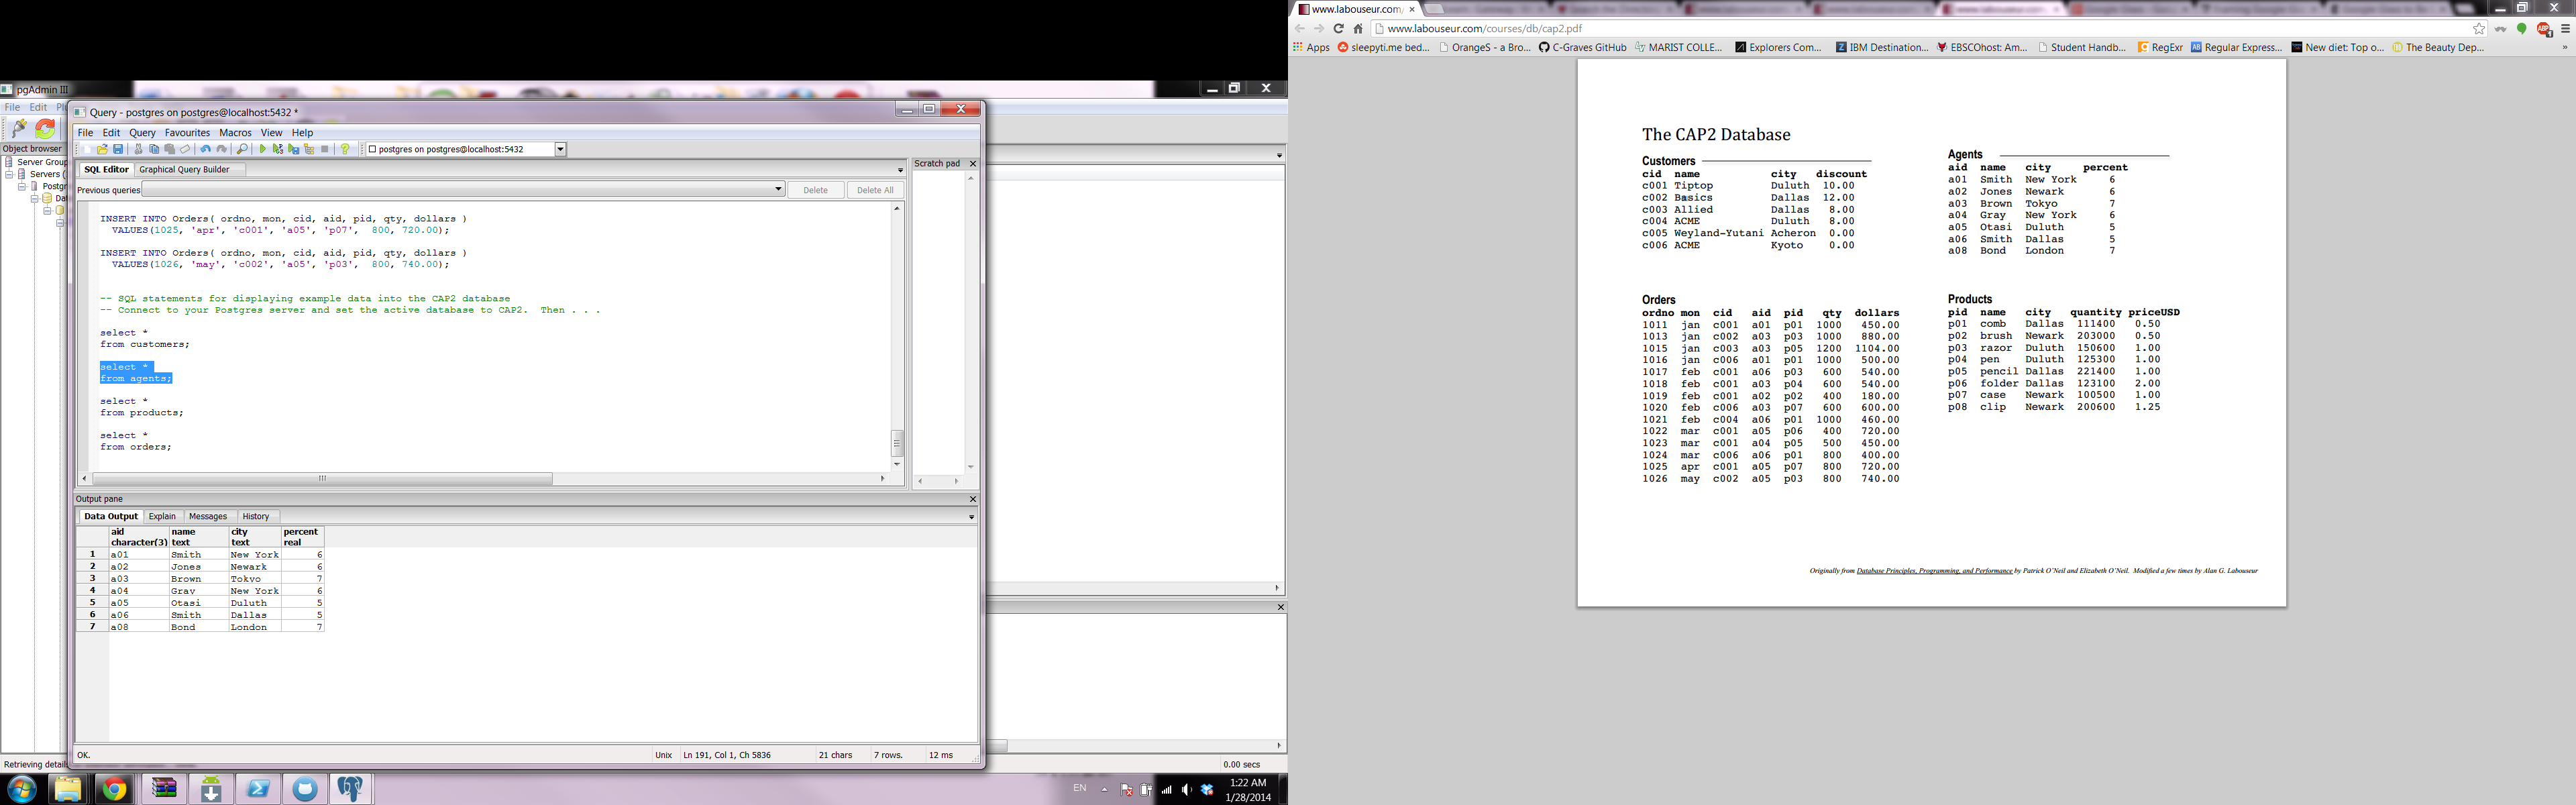 pgAdmin III
File Edit
Object browser
Server Group
Servers
Query - postgres on postgres@localhost:5432 *
File Edit Query Favourites Macros View Help
postgres on postgres@localhost:5432
SQL Editor Graphical Query Builder
Scratch pad
Previous queries Delete Delete All
INSERT INTO Orders( ordno, mon, cid, aid, pid, qty, dollars )
VALUES(1025, 'apr', 'c001', 'a05', 'p07', 800, 720.00);
INSERT INTO Orders( ordno, mon, cid, aid, pid, qty, dollars )
VALUES(1026, 'may', 'c002', 'a05', 'p03', 800, 740.00);
-- SQL statements for displaying example data into the CAP2 database
-- Connect to your Postgres server and set the active database to CAP2. Then . . .
select *
from customers;
select *
from agents;
select *
from products;
select *
from orders;
Output pane
Data Output Explain Messages History
aid name city percent
character(3) text text real
1 a01 Smith New York 6
2 a02 Jones Newark 6
3 a03 Brown Tokyo 7
4 a04 Gray New York 6
5 a05 Otasi Duluth 5
6 a06 Smith Dallas 5
7 a08 Bond London 7
OK. Unix Ln 191, Col 1, Ch 5836 21 chars 7 rows. 12 ms
0.00 secs
EN
1:22 AM
1/28/2014
www.labouseur.com/
www.labouseur.com/courses/db/cap2.pdf
Apps sleepyti.me bed... OrangeS - a Bro... C-Graves GitHub MARIST COLLE... Explorers Com... IBM Destination... EBSCOhost: Am... Student Handb... RegExr Regular Express... New diet: Top o... The Beauty Dep... »
The CAP2 Database
Customers
cid name city discount
c001 Tiptop Duluth 10.00
c002 Basics Dallas 12.00
c003 Allied Dallas 8.00
c004 ACME Duluth 8.00
c005 Weyland-Yutani Acheron 0.00
c006 ACME Kyoto 0.00
Agents
aid name city percent
a01 Smith New York 6
a02 Jones Newark 6
a03 Brown Tokyo 7
a04 Gray New York 6
a05 Otasi Duluth 5
a06 Smith Dallas 5
a08 Bond London 7
Orders
ordno mon cid aid pid qty dollars
1011 jan c001 a01 p01 1000 450.00
1013 jan c002 a03 p03 1000 880.00
1015 jan c003 a03 p05 1200 1104.00
1016 jan c006 a01 p01 1000 500.00
1017 feb c001 a06 p03 600 540.00
1018 feb c001 a03 p04 600 540.00
1019 feb c001 a02 p02 400 180.00
1020 feb c006 a03 p07 600 600.00
1021 feb c004 a06 p01 1000 460.00
1022 mar c001 a05 p06 400 720.00
1023 mar c001 a04 p05 500 450.00
1024 mar c006 a06 p01 800 400.00
1025 apr c001 a05 p07 800 720.00
1026 may c002 a05 p03 800 740.00
Products
pid name city quantity priceUSD
p01 comb Dallas 111400 0.50
p02 brush Newark 203000 0.50
p03 razor Duluth 150600 1.00
p04 pen Duluth 125300 1.00
p05 pencil Dallas 221400 1.00
p06 folder Dallas 123100 2.00
p07 case Newark 100500 1.00
p08 clip Newark 200600 1.25
Originally from Database Principles, Programming, and Performance by Patrick O'Neil and Elizabeth O'Neil. Modified a few times by Alan G. Labouseur